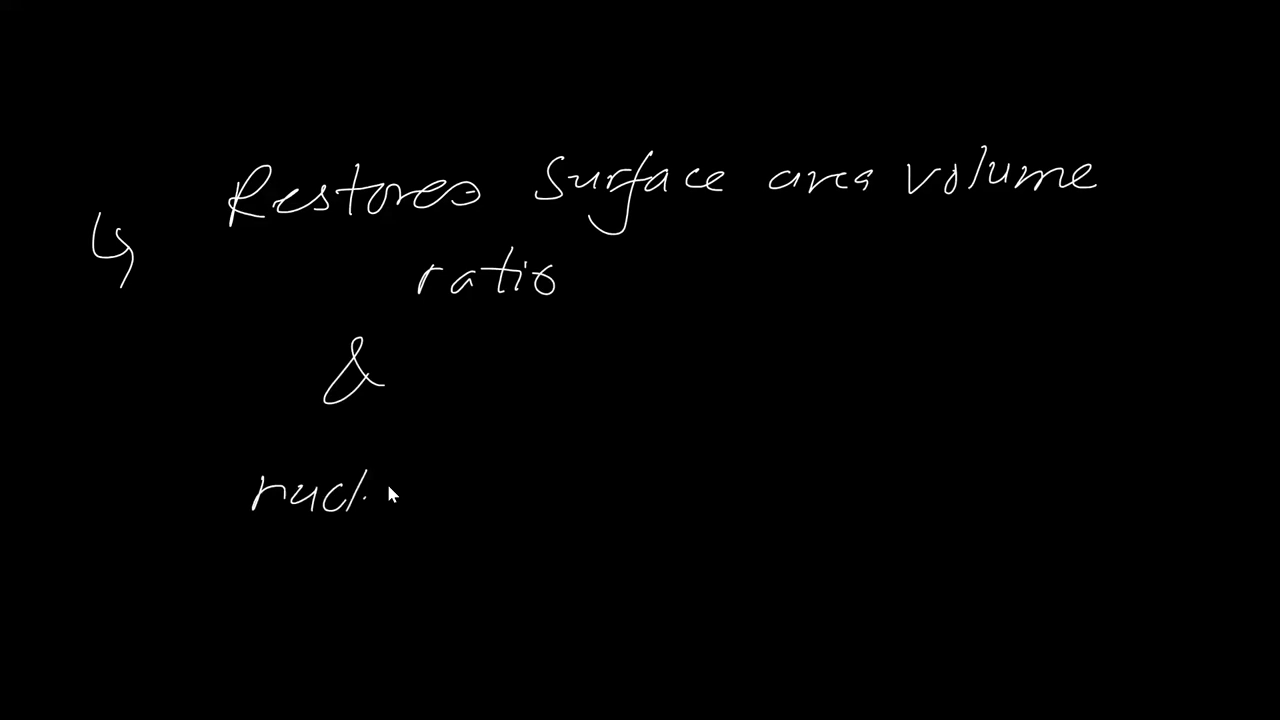 ↳ Restores Surface area volume
ratio
&
nucl